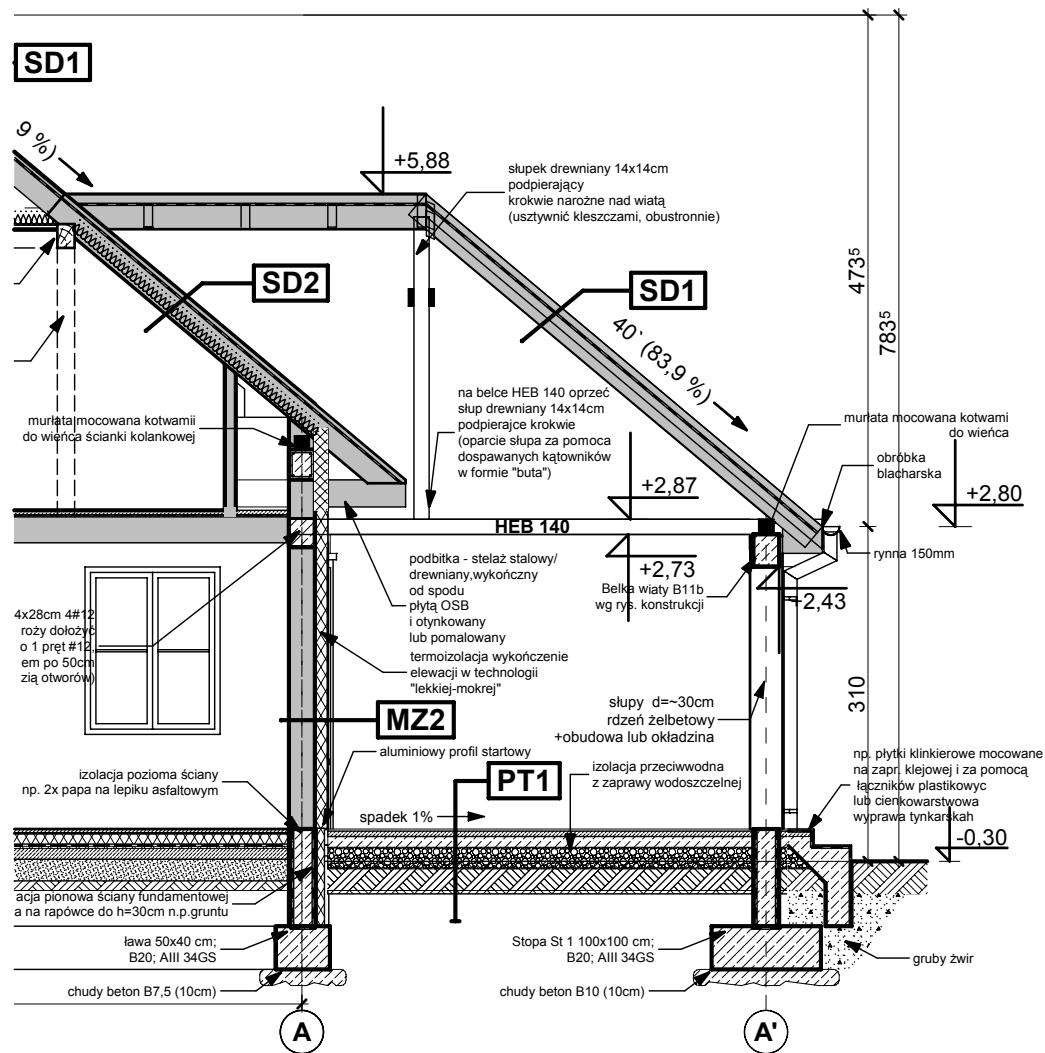 SD1
9 %)
+5,88
słupek drewniany 14x14cm
podpierający
krokwie narożne nad wiatą
(usztywnić kleszczami, obustronnie)
473⁵
783⁵
SD2
SD1
40` (83,9 %)
na belce HEB 140 oprzeć
słup drewniany 14x14cm
podpierajce krokwie
(oparcie słupa za pomoca
dospawanych kątowników
w formie "buta")
murłata mocowana kotwamii
do wieńca ścianki kolankowej
murłata mocowana kotwami
do wieńca
obróbka
blacharska
+2,87
+2,80
HEB 140
rynna 150mm
+2,73
podbitka - stelaż stalowy/
drewniany,wykończny
od spodu
płytą OSB
i otynkowany
lub pomalowany
Belka wiaty B11b
wg rys. konstrukcji
+2,43
4x28cm 4#12
roży dołożyć
o 1 pręt #12,
em po 50cm
zią otworów)
termoizolacja wykończenie
elewacji w technologii
"lekkiej-mokrej"
310
słupy d=~30cm
rdzeń żelbetowy
+obudowa lub okładzina
MZ2
aluminiowy profil startowy
np. płytki klinkierowe mocowane
na zapr. klejowej i za pomocą
łączników plastikowyc
lub cienkowarstwowa
wyprawa tynkarskah
izolacja pozioma ściany
np. 2x papa na lepiku asfaltowym
PT1
izolacja przeciwwodna
z zaprawy wodoszczelnej
spadek 1%
-0,30
acja pionowa ściany fundamentowej
a na rapówce do h=30cm n.p.gruntu
ława 50x40 cm;
B20; AIII 34GS
Stopa St 1 100x100 cm;
B20; AIII 34GS
gruby żwir
chudy beton B7,5 (10cm)
chudy beton B10 (10cm)
A
A'